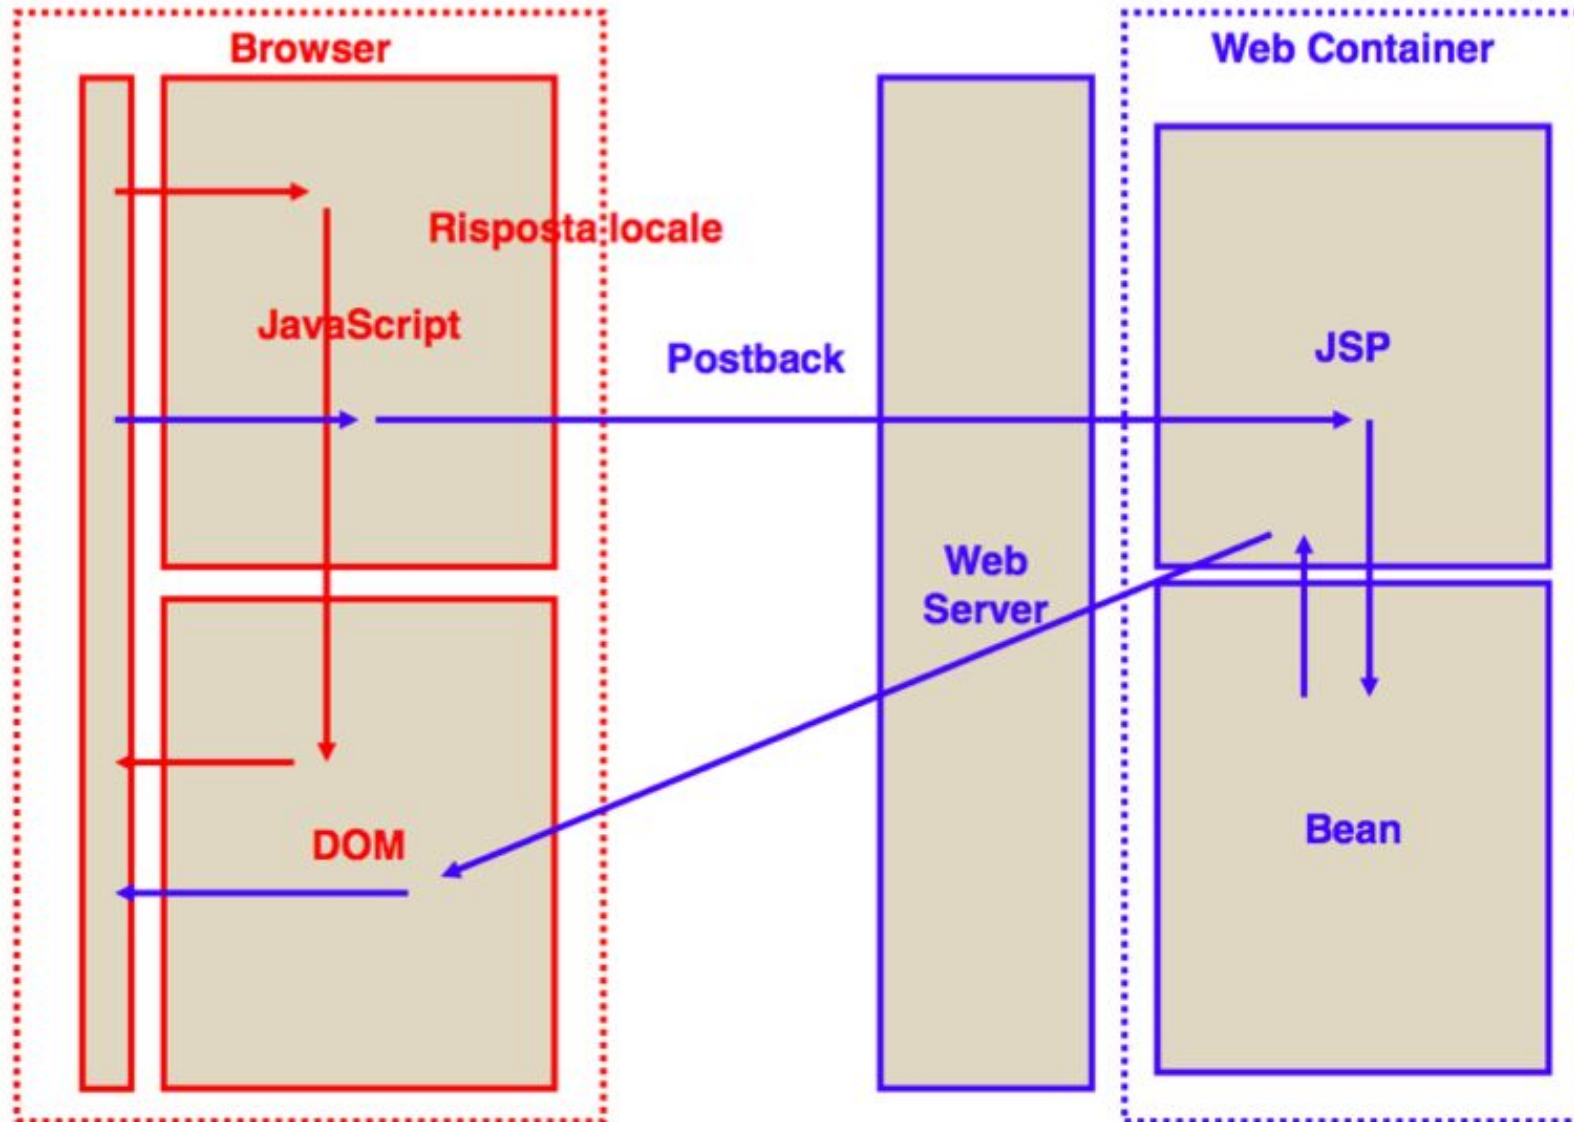 Browser
Web Container
Risposta locale
JavaScript
Postback
JSP
Web
Server
DOM
Bean